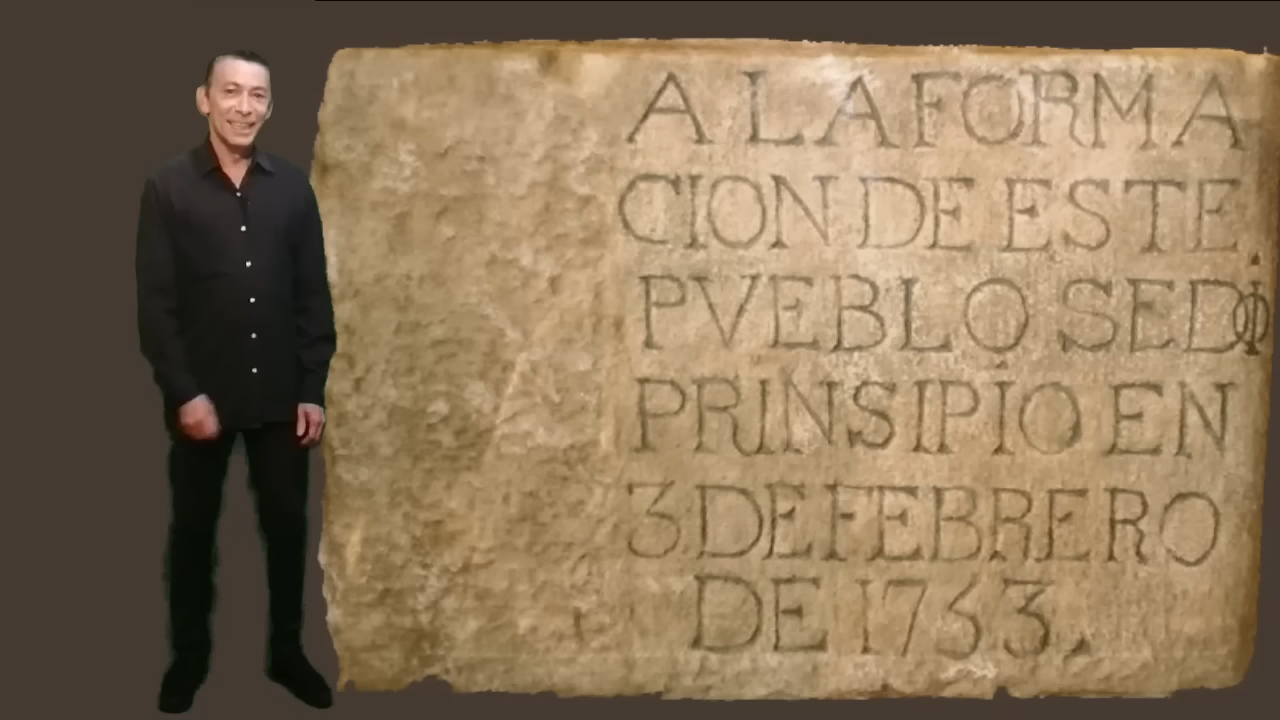 A LA FORMA
CION DE ESTE
PVEBLO SE DIO
PRINSIPIO EN
3 DE FEBRERO
DE 1753.